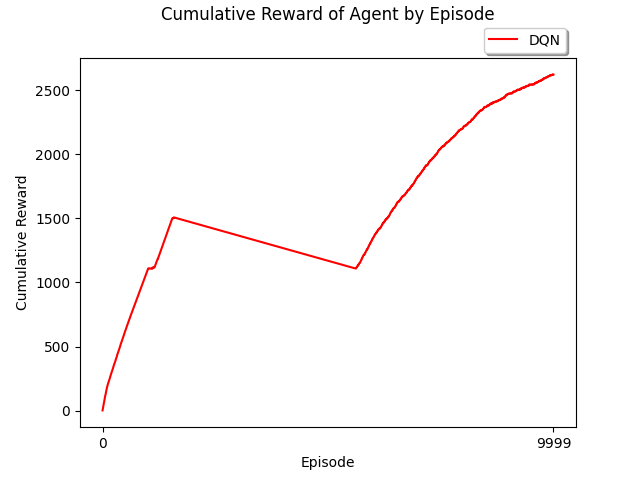 Cumulative Reward of Agent by Episode
DQN
2500
2000
1500
1000
500
0
Cumulative Reward
0
9999
Episode